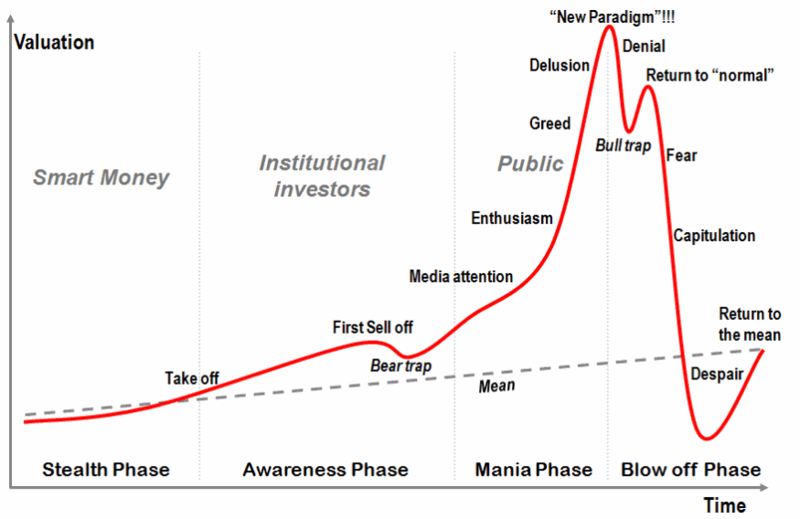 “New Paradigm”!!!
Valuation
Denial
Delusion
Return to “normal”
Greed
Bull trap
Fear
Smart Money
Institutional
investors
Public
Enthusiasm
Capitulation
Media attention
First Sell off
Return to
the mean
Bear trap
Take off
Mean
Despair
Stealth Phase
Awareness Phase
Mania Phase
Blow off Phase
Time